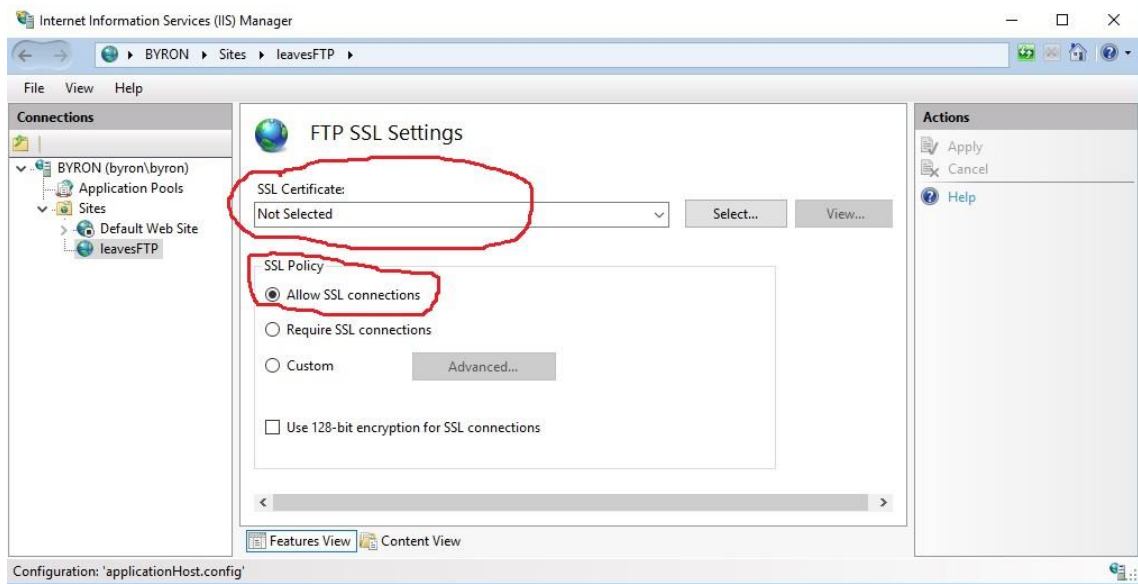 Internet Information Services (IIS) Manager
BYRON Sites leavesFTP
File View Help
Connections
BYRON (byron\byron)
Application Pools
Sites
Default Web Site
leavesFTP
FTP SSL Settings
SSL Certificate:
Not Selected
Select... View...
SSL Policy
Allow SSL connections
Require SSL connections
Custom Advanced...
Use 128-bit encryption for SSL connections
Features View Content View
Actions
Apply
Cancel
Help
Configuration: 'applicationHost.config'